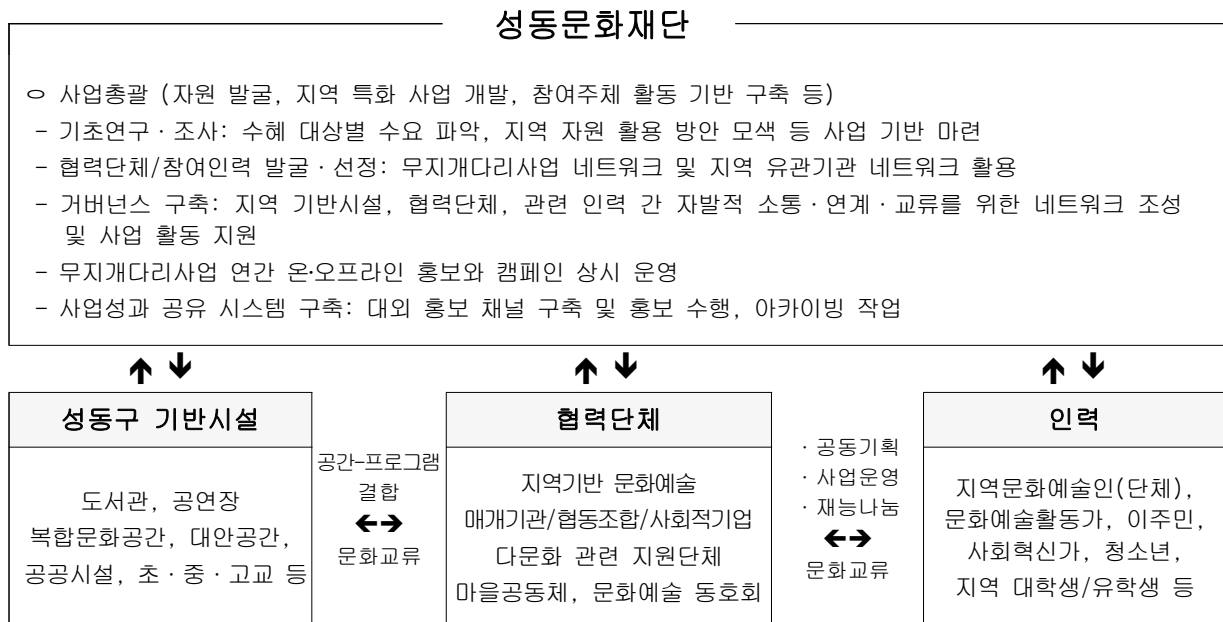 성동문화재단
ㅇ 사업총괄 (자원 발굴, 지역 특화 사업 개발, 참여주체 활동 기반 구축 등)
- 기초연구·조사: 수혜 대상별 수요 파악, 지역 자원 활용 방안 모색 등 사업 기반 마련
- 협력단체/참여인력 발굴·선정: 무지개다리사업 네트워크 및 지역 유관기관 네트워크 활용
- 거버넌스 구축: 지역 기반시설, 협력단체, 관련 인력 간 자발적 소통·연계·교류를 위한 네트워크 조성
및 사업 활동 지원
- 무지개다리사업 연간 온·오프라인 홍보와 캠페인 상시 운영
- 사업성과 공유 시스템 구축: 대외 홍보 채널 구축 및 홍보 수행, 아카이빙 작업
🡹 🡻
🡹 🡻
🡹 🡻
성동구 기반시설
도서관, 공연장
복합문화공간, 대안공간,
공공시설, 초·중·고교 등
공간-프로그램
결합
🡸🡺
문화교류
협력단체
지역기반 문화예술
매개기관/협동조합/사회적기업
다문화 관련 지원단체
마을공동체, 문화예술 동호회
· 공동기획
· 사업운영
· 재능나눔
🡸🡺
문화교류
인력
지역문화예술인(단체),
문화예술활동가, 이주민,
사회혁신가, 청소년,
지역 대학생/유학생 등